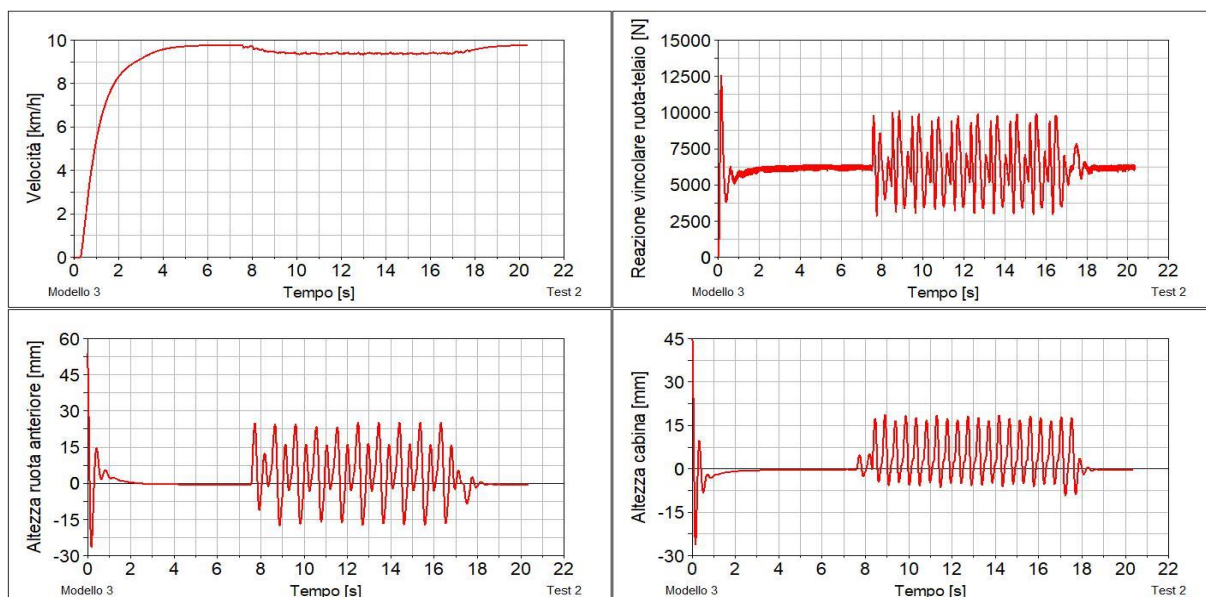 Velocità [km/h]
10
8
6
4
2
0
0 2 4 6 8 10 12 14 16 18 20 22
Modello 3 Tempo [s] Test 2
Reazione vincolare ruota-telaio [N]
15000
12500
10000
7500
5000
2500
0
0 2 4 6 8 10 12 14 16 18 20 22
Modello 3 Tempo [s] Test 2
Altezza ruota anteriore [mm]
60
45
30
15
0
-15
-30
0 2 4 6 8 10 12 14 16 18 20 22
Modello 3 Tempo [s] Test 2
Altezza cabina [mm]
45
30
15
0
-15
-30
0 2 4 6 8 10 12 14 16 18 20 22
Modello 3 Tempo [s] Test 2